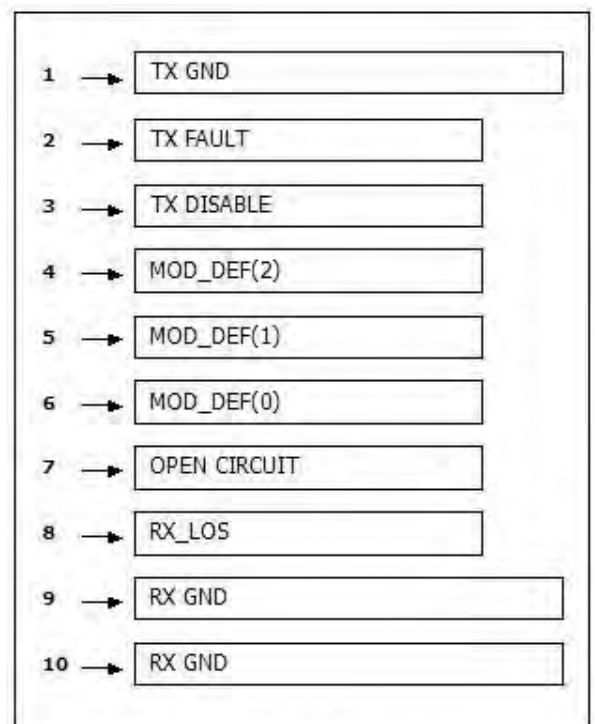 1 TX GND
2 TX FAULT
3 TX DISABLE
4 MOD_DEF(2)
5 MOD_DEF(1)
6 MOD_DEF(0)
7 OPEN CIRCUIT
8 RX_LOS
9 RX GND
10 RX GND